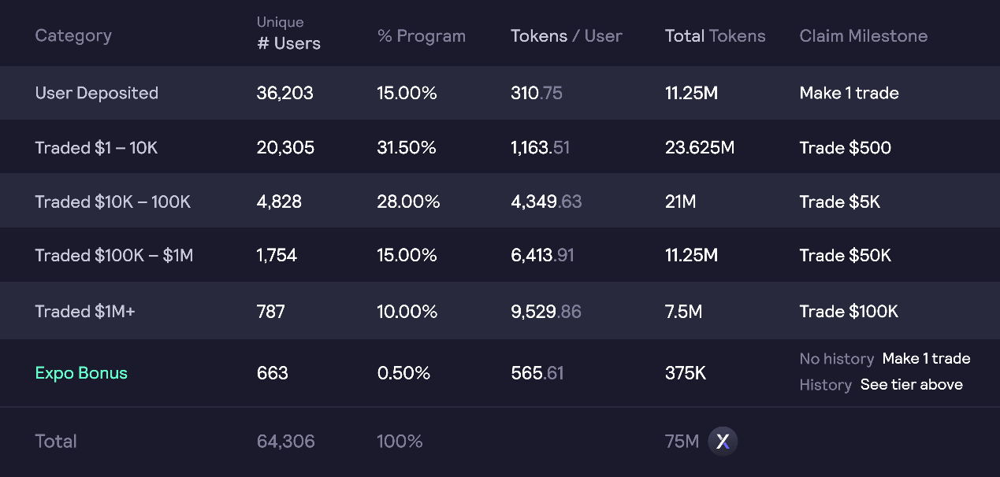 Category Unique # Users % Program Tokens / User Total Tokens Claim Milestone
User Deposited 36,203 15.00% 310.75 11.25M Make 1 trade
Traded $1 – 10K 20,305 31.50% 1,163.51 23.625M Trade $500
Traded $10K – 100K 4,828 28.00% 4,349.63 21M Trade $5K
Traded $100K – $1M 1,754 15.00% 6,413.91 11.25M Trade $50K
Traded $1M+ 787 10.00% 9,529.86 7.5M Trade $100K
Expo Bonus 663 0.50% 565.61 375K No history Make 1 trade
History See tier above
Total 64,306 100% 75M X